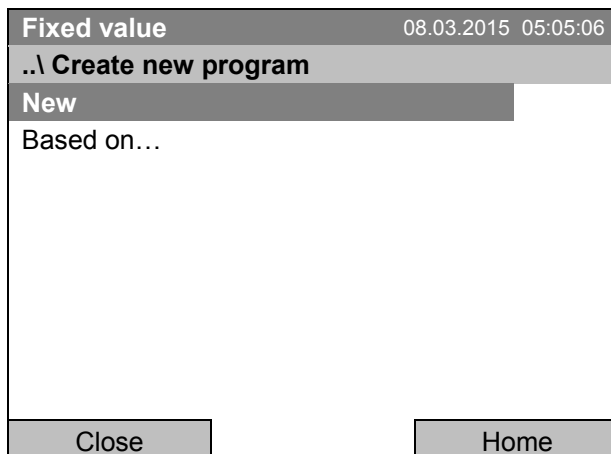 Fixed value 08.03.2015 05:05:06
..\ Create new program
New
Based on…
Close Home